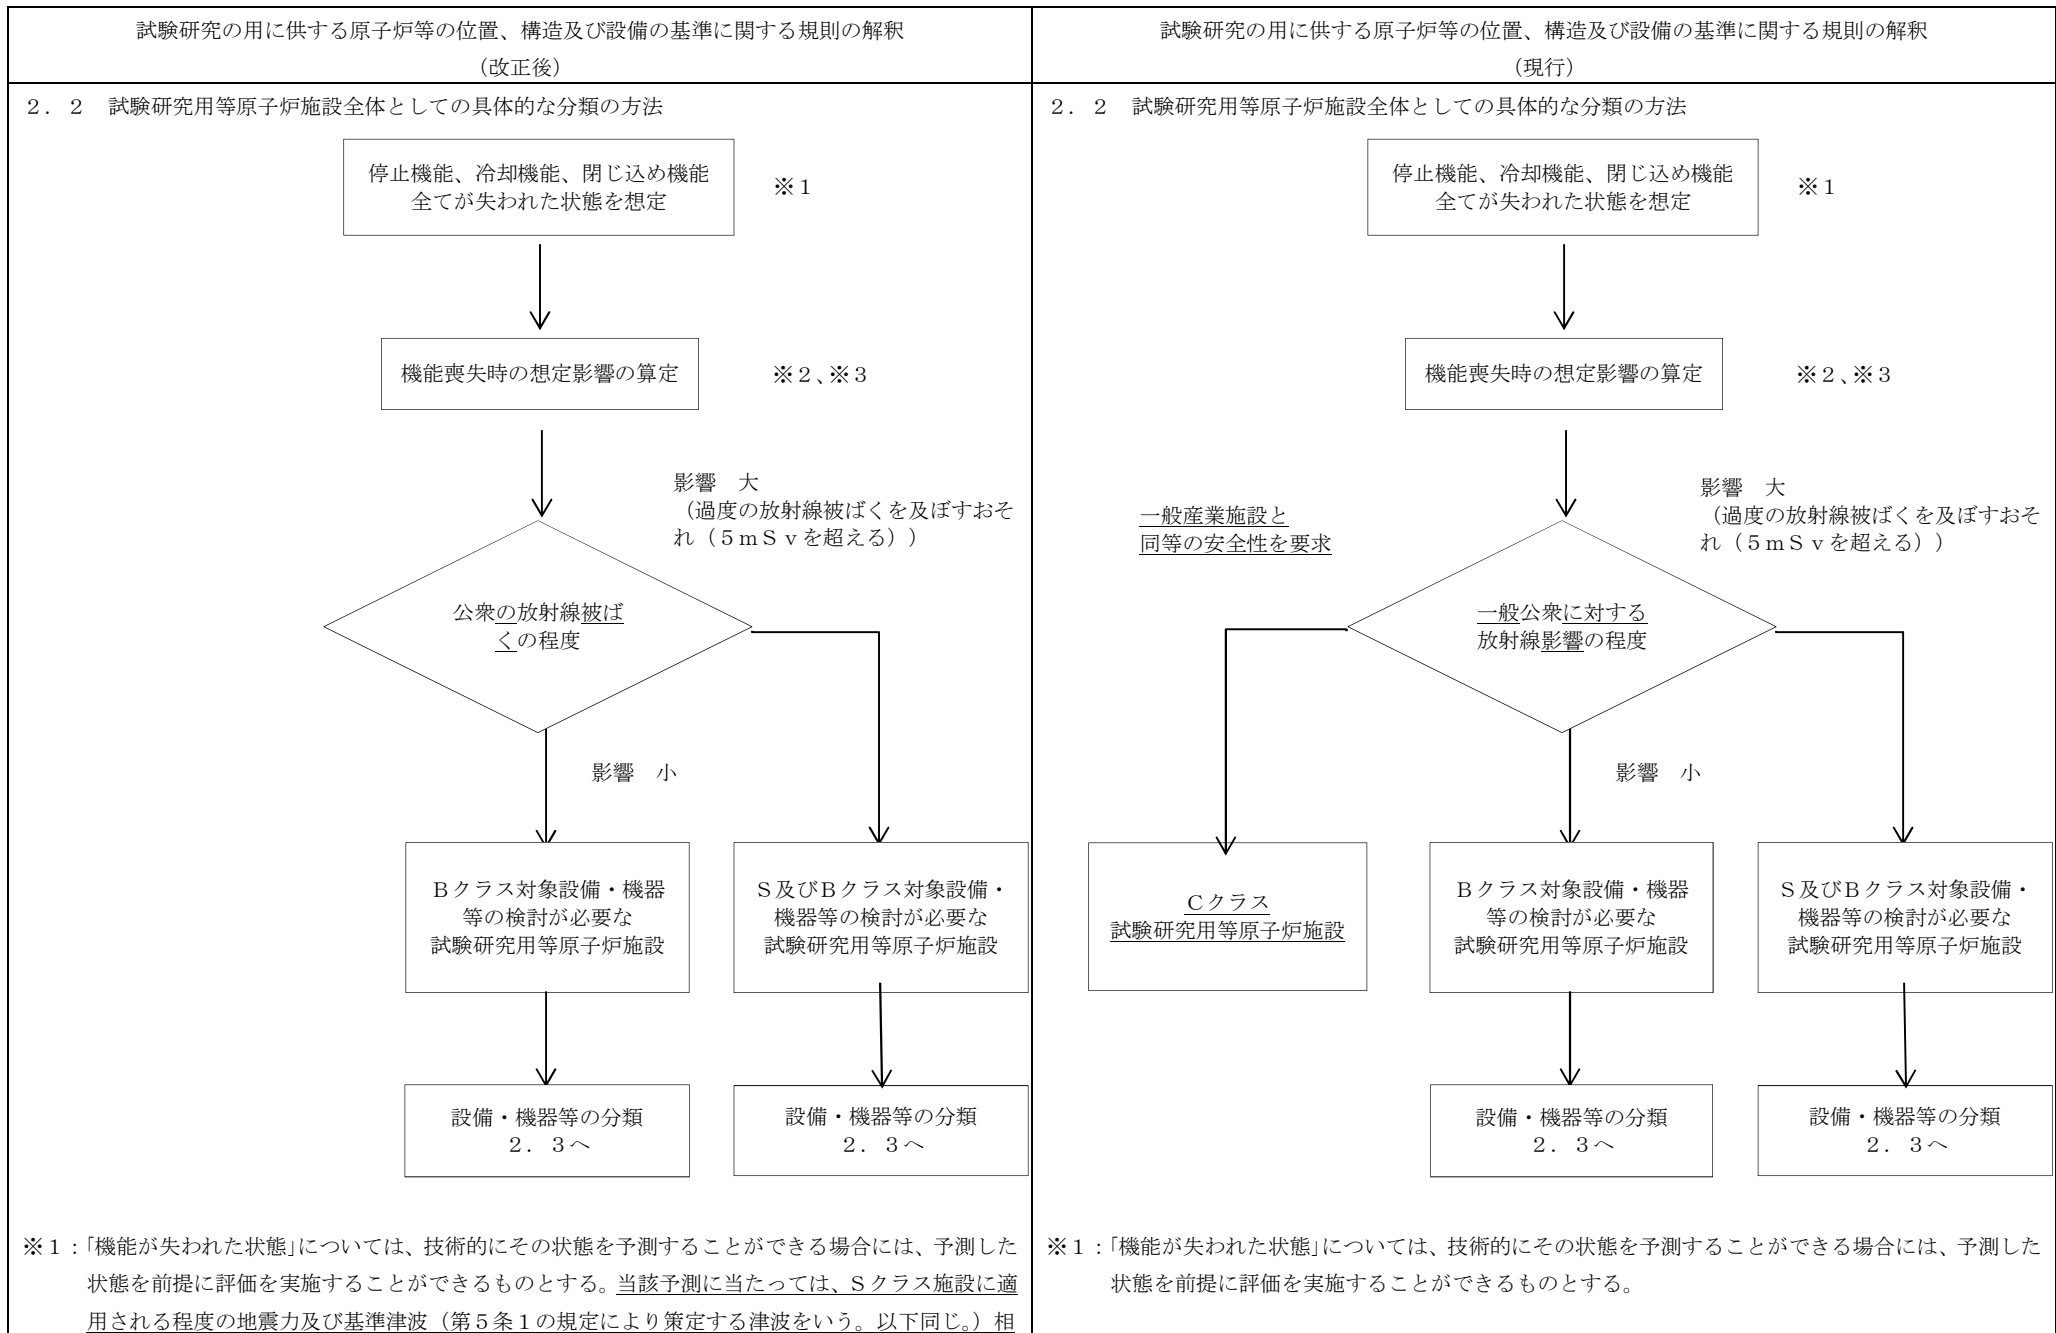 試験研究の用に供する原子炉等の位置、構造及び設備の基準に関する規則の解釈
（改正後）
２．２　試験研究用等原子炉施設全体としての具体的な分類の方法
停止機能、冷却機能、閉じ込め機能
全てが失われた状態を想定
※１
機能喪失時の想定影響の算定
※２、※３
影響　大
（過度の放射線被ばくを及ぼすおそ
れ（５ｍＳｖを超える））
公衆の放射線被ば
くの程度
影響　小
Ｂクラス対象設備・機器
等の検討が必要な
試験研究用等原子炉施設
Ｓ及びＢクラス対象設備・
機器等の検討が必要な
試験研究用等原子炉施設
設備・機器等の分類
２．３へ
設備・機器等の分類
２．３へ
※１：「機能が失われた状態」については、技術的にその状態を予測することができる場合には、予測した
状態を前提に評価を実施することができるものとする。当該予測に当たっては、Ｓクラス施設に適
用される程度の地震力及び基準津波（第５条１の規定により策定する津波をいう。以下同じ。）相
試験研究の用に供する原子炉等の位置、構造及び設備の基準に関する規則の解釈
（現行）
２．２　試験研究用等原子炉施設全体としての具体的な分類の方法
停止機能、冷却機能、閉じ込め機能
全てが失われた状態を想定
※１
機能喪失時の想定影響の算定
※２、※３
影響　大
（過度の放射線被ばくを及ぼすおそ
れ（５ｍＳｖを超える））
一般産業施設と
同等の安全性を要求
一般公衆に対する
放射線影響の程度
影響　小
Ｃクラス
試験研究用等原子炉施設
Ｂクラス対象設備・機器
等の検討が必要な
試験研究用等原子炉施設
Ｓ及びＢクラス対象設備・
機器等の検討が必要な
試験研究用等原子炉施設
設備・機器等の分類
２．３へ
設備・機器等の分類
２．３へ
※１：「機能が失われた状態」については、技術的にその状態を予測することができる場合には、予測した
状態を前提に評価を実施することができるものとする。